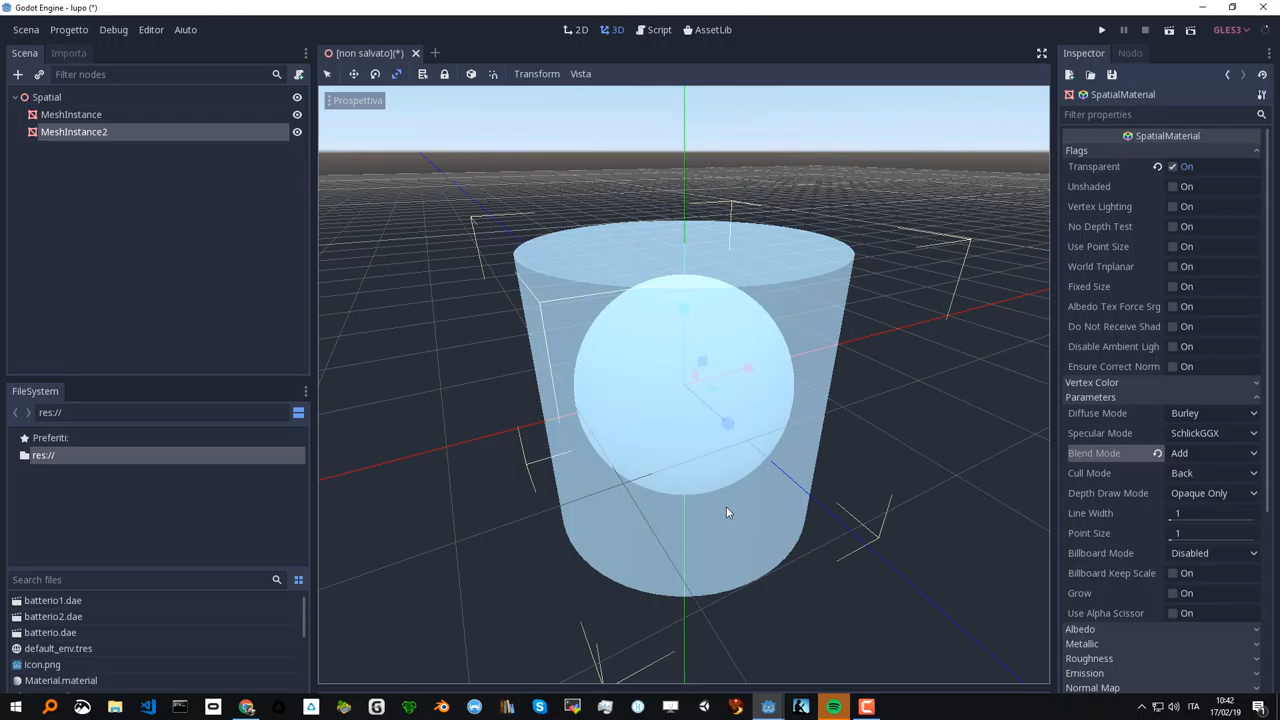 Godot Engine - lupo (*)
Scena Progetto Debug Editor Aiuto
2D 3D Script AssetLib
GLES3
Scena Importa
Filter nodes
Spatial
MeshInstance
MeshInstance2
FileSystem
res://
Preferiti:
res://
Search files
batterio1.dae
batterio2.dae
batterio.dae
default_env.tres
icon.png
Material.material
[non salvato](*)
Transform Vista
Prospettiva
Inspector Nodo
SpatialMaterial
Filter properties
SpatialMaterial
Flags
Transparent On
Unshaded On
Vertex Lighting On
No Depth Test On
Use Point Size On
World Triplanar On
Fixed Size On
Albedo Tex Force Srg On
Do Not Receive Shad On
Disable Ambient Ligh On
Ensure Correct Norm On
Vertex Color
Parameters
Diffuse Mode Burley
Specular Mode SchlickGGX
Blend Mode Add
Cull Mode Back
Depth Draw Mode Opaque Only
Line Width 1
Point Size 1
Billboard Mode Disabled
Billboard Keep Scale On
Grow On
Use Alpha Scissor On
Albedo
Metallic
Roughness
Emission
Normal Map
ITA
10:42
17/02/19